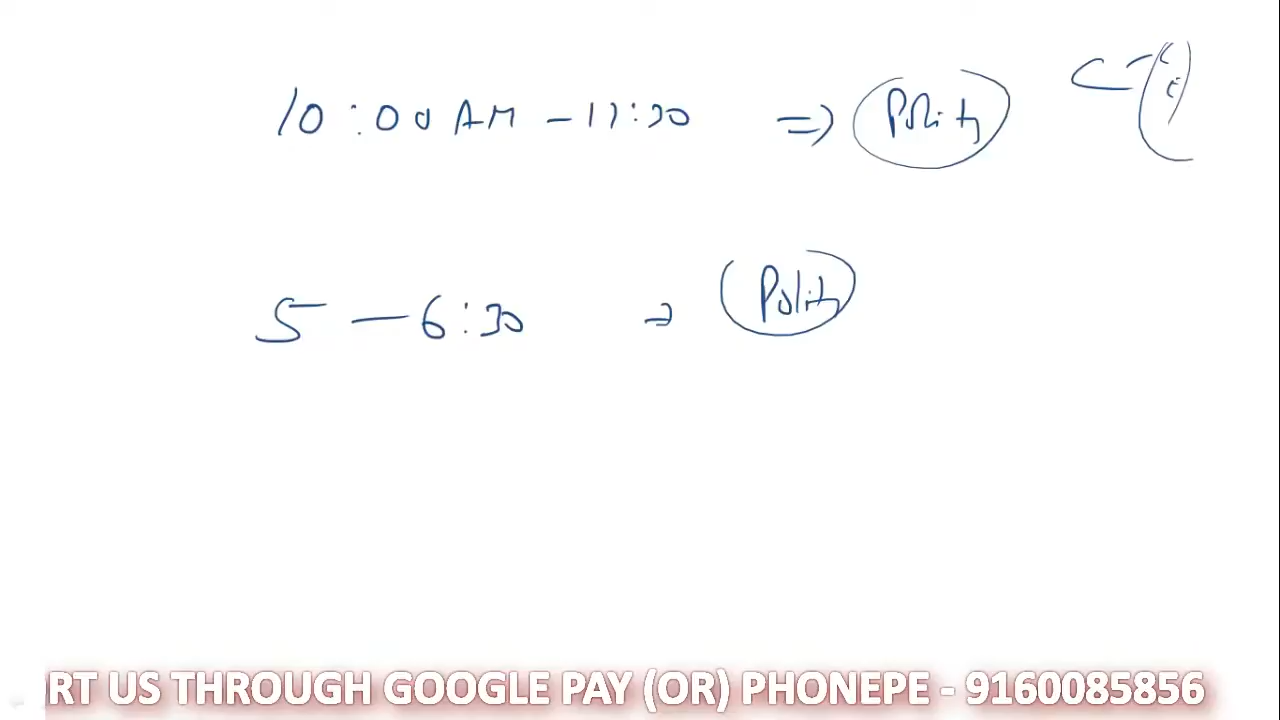 10:00 AM - 11:30 => Polity
5 - 6:30 => Polity
RT US THROUGH GOOGLE PAY (OR) PHONEPE - 9160085856